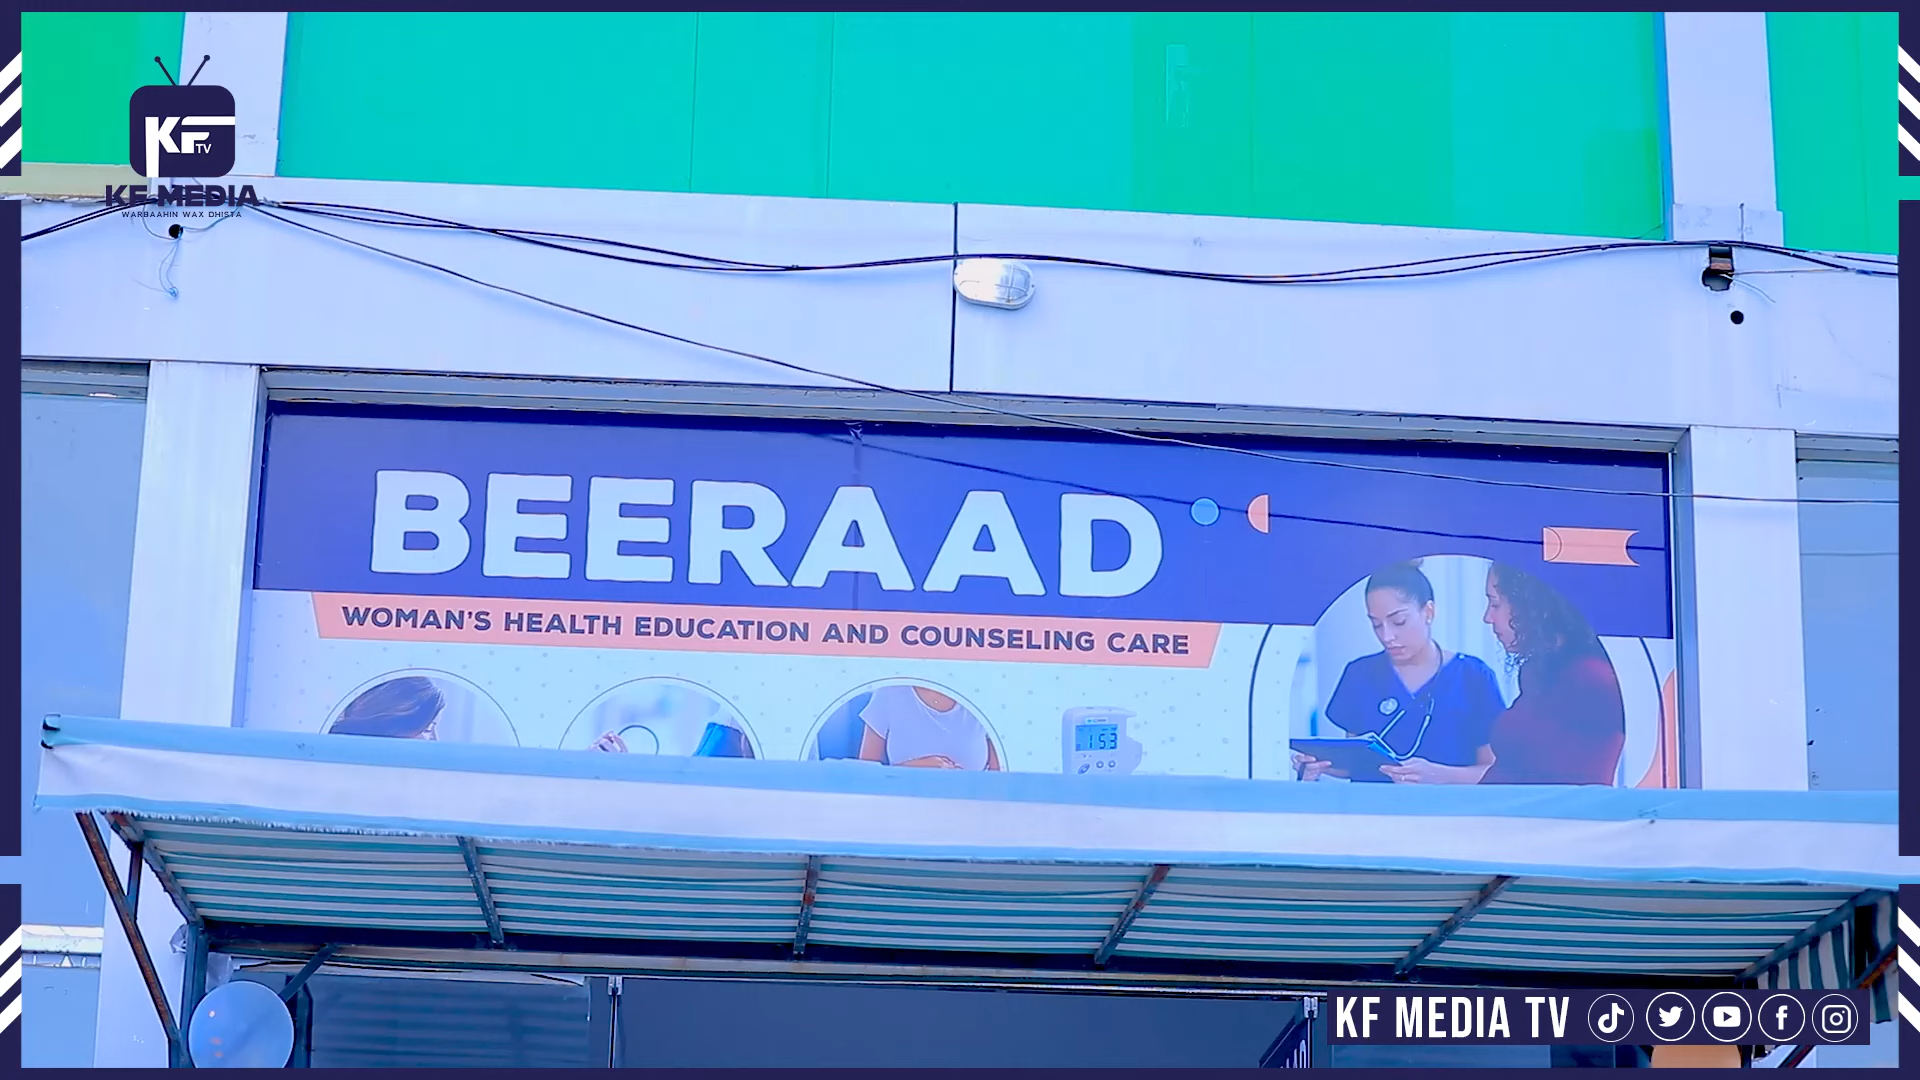 KF
TV
KF MEDIA
WARBAAHIN WAX DHISTA
BEERAAD
WOMAN'S HEALTH EDUCATION AND COUNSELING CARE
153
KF MEDIA TV